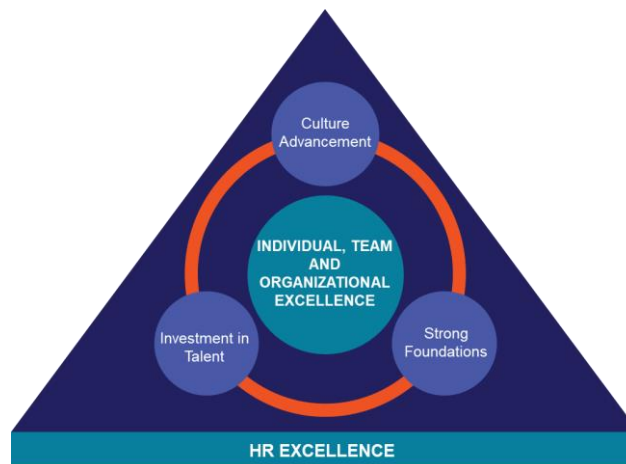 Culture
Advancement
INDIVIDUAL, TEAM
AND
ORGANIZATIONAL
EXCELLENCE
Investment in
Talent
Strong
Foundations
HR EXCELLENCE